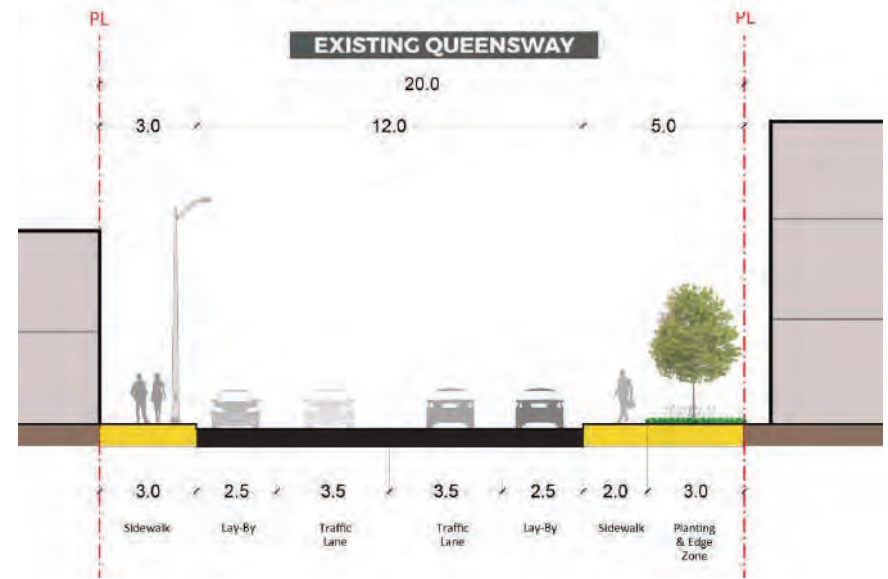 PL
PL
EXISTING QUEENSWAY
20.0
3.0 12.0 5.0
3.0 2.5 3.5 3.5 2.5 2.0 3.0
Sidewalk Lay-By Traffic Lane Traffic Lane Lay-By Sidewalk Planting & Edge Zone